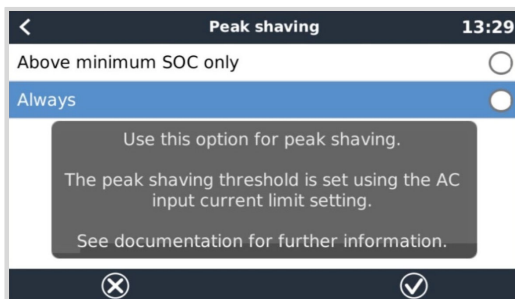 Peak shaving
13:29
Above minimum SOC only
Always
Use this option for peak shaving.
The peak shaving threshold is set using the AC
input current limit setting.
See documentation for further information.